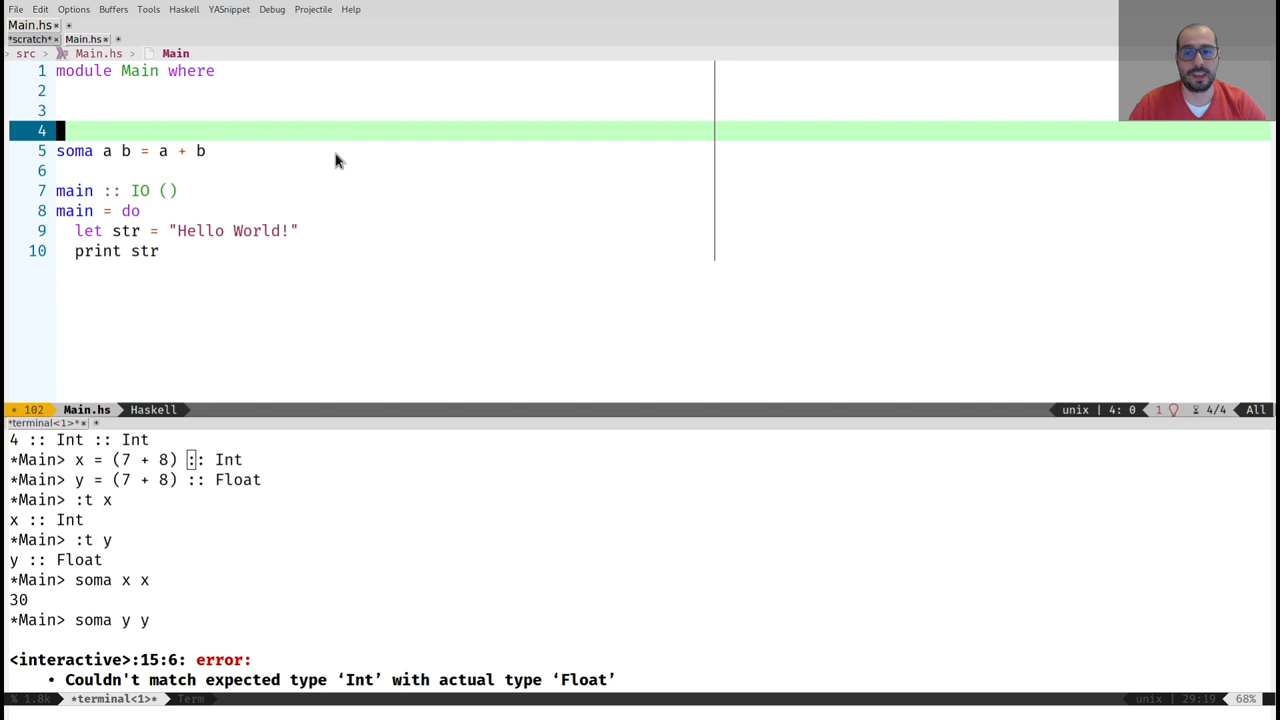 File Edit Options Buffers Tools Haskell YASnippet Debug Projectile Help
Main.hs
*scratch* Main.hs
src > Main.hs > Main
1 module Main where
2
3
4
5 soma a b = a + b
6
7 main :: IO ()
8 main = do
9 let str = "Hello World!"
10 print str
* 102 Main.hs Haskell unix | 4: 0 1 4/4 All
*terminal<1>*
4 :: Int :: Int
*Main> x = (7 + 8) :: Int
*Main> y = (7 + 8) :: Float
*Main> :t x
x :: Int
*Main> :t y
y :: Float
*Main> soma x x
30
*Main> soma y y
<interactive>:15:6: error:
• Couldn't match expected type ‘Int’ with actual type ‘Float’
% 1.8k *terminal<1>* Term unix | 29:19 68%